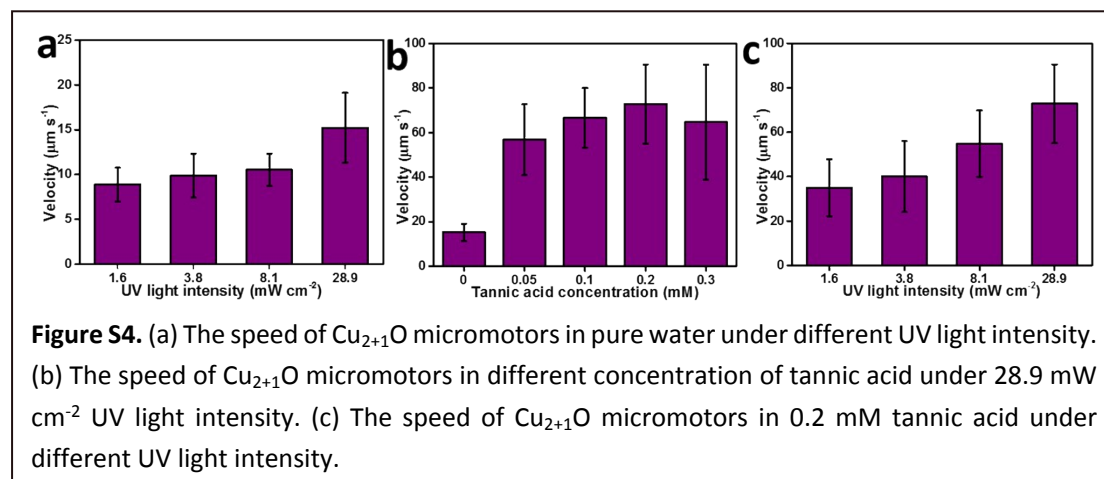 a
25
20
15
10
5
0
Velocity (µm s⁻¹)
1.6 3.8 8.1 28.9
UV light intensity (mW cm⁻²)
b
100
80
60
40
20
0
Velocity (µm s⁻¹)
0 0.05 0.1 0.2 0.3
Tannic acid concentration (mM)
c
100
80
60
40
20
0
Velocity (µm s⁻¹)
1.6 3.8 8.1 28.9
UV light intensity (mW cm⁻²)
Figure S4. (a) The speed of Cu₂₊₁O micromotors in pure water under different UV light intensity.
(b) The speed of Cu₂₊₁O micromotors in different concentration of tannic acid under 28.9 mW
cm⁻² UV light intensity. (c) The speed of Cu₂₊₁O micromotors in 0.2 mM tannic acid under
different UV light intensity.